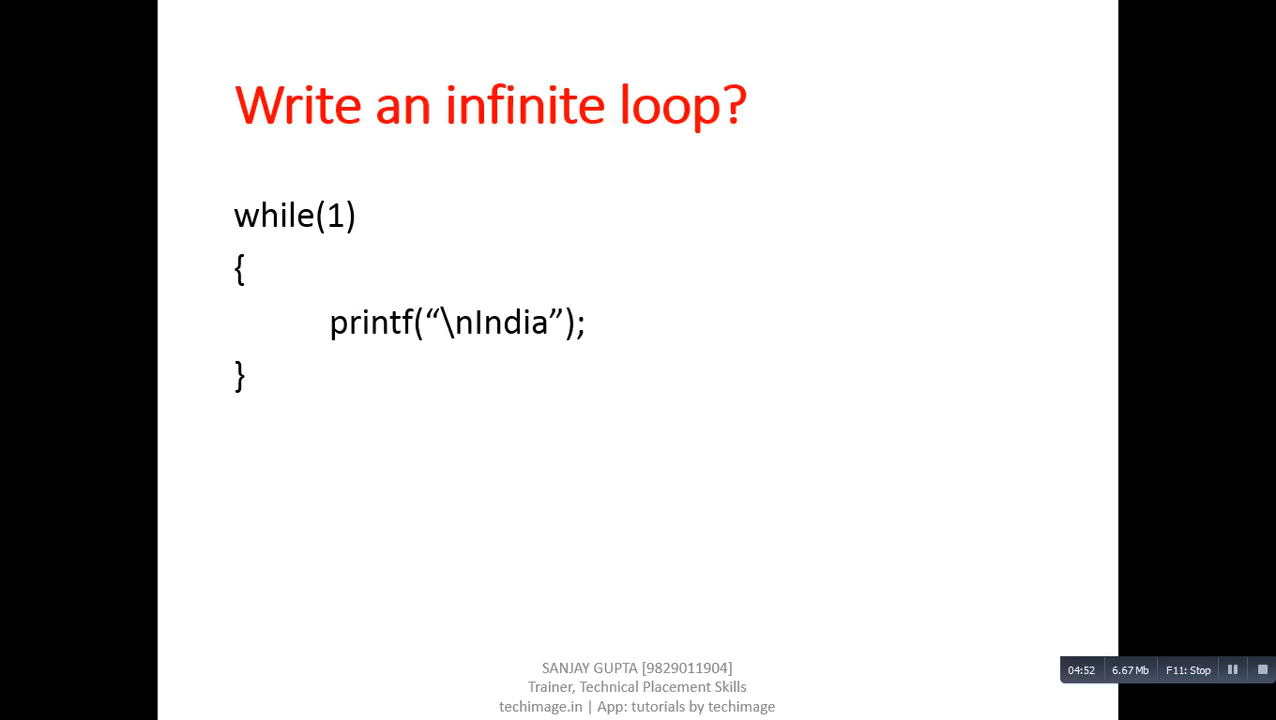 Write an infinite loop?
while(1)
{
printf(“\nIndia”);
}
SANJAY GUPTA [9829011904]
Trainer, Technical Placement Skills
techimage.in | App: tutorials by techimage
04:52 6.67 Mb F11: Stop